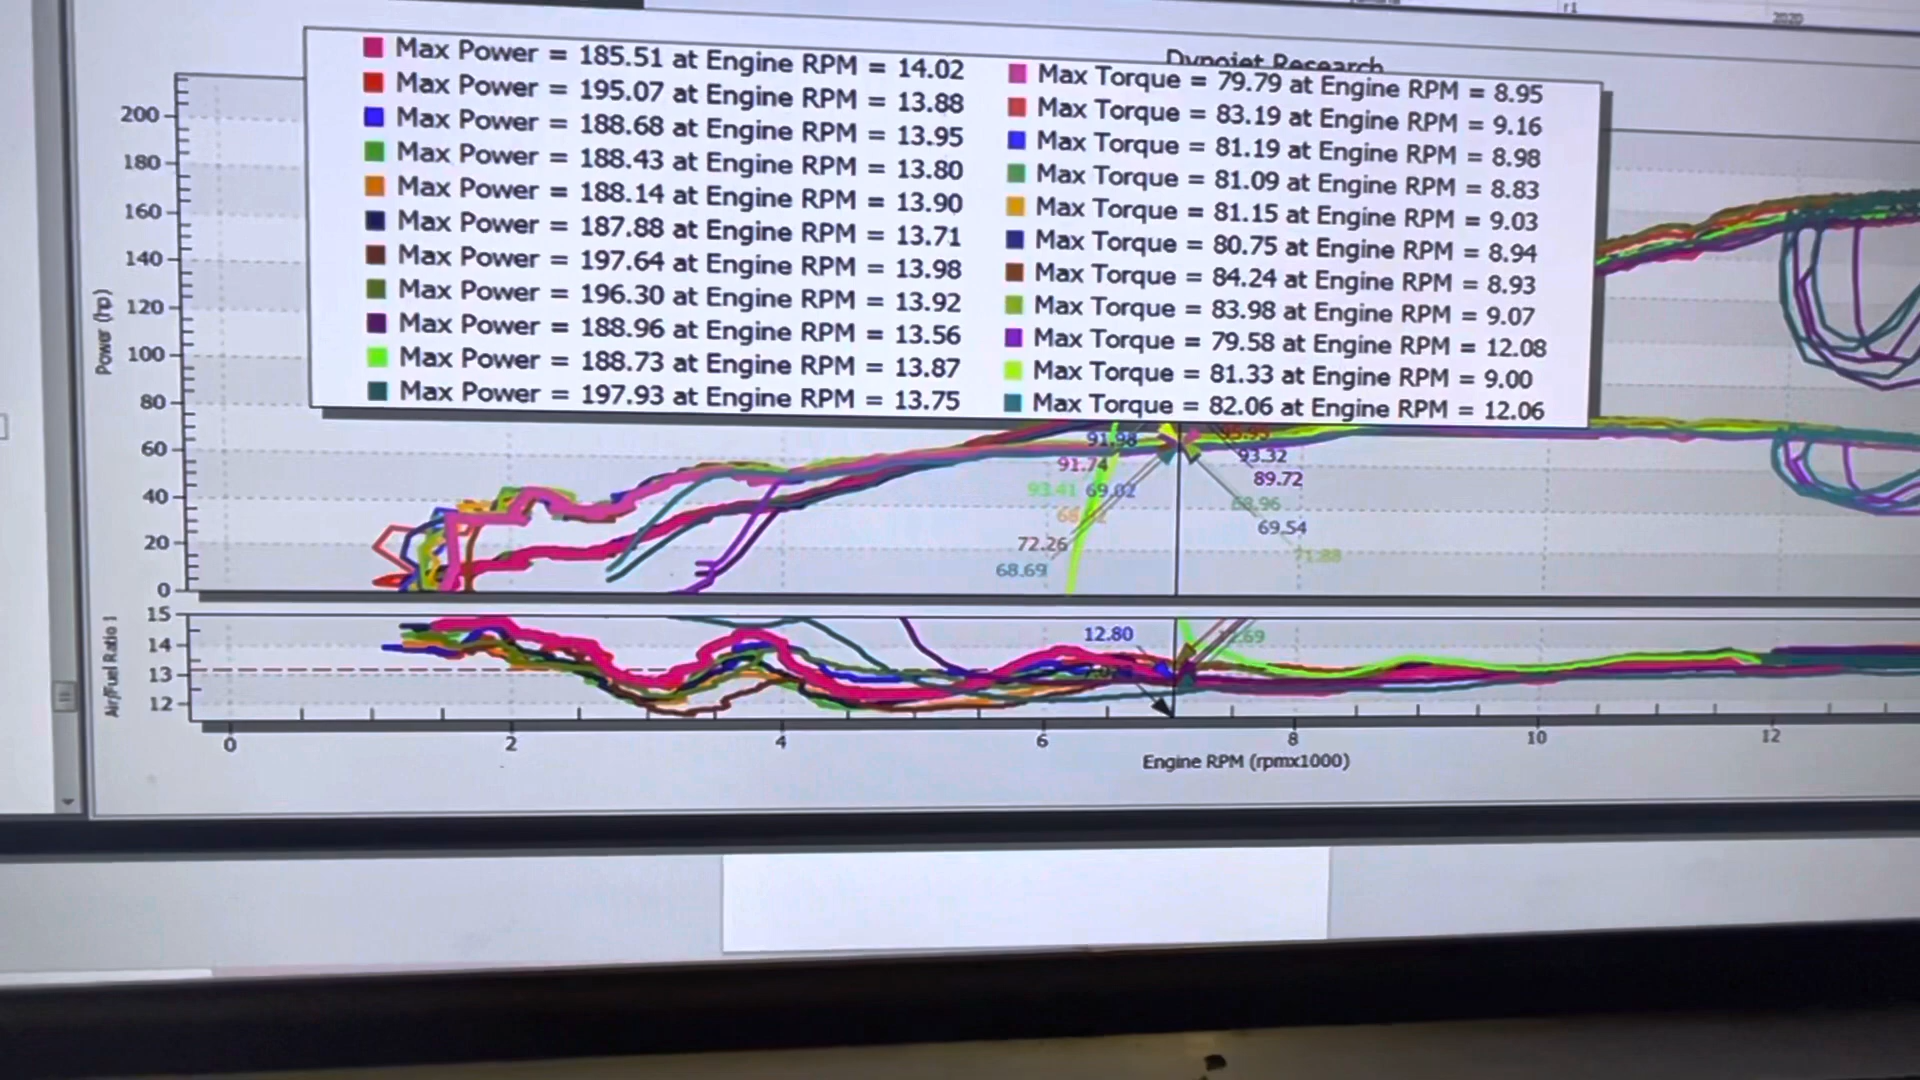 r1
2020
Dynojet Research
Max Power = 185.51 at Engine RPM = 14.02
Max Power = 195.07 at Engine RPM = 13.88
Max Power = 188.68 at Engine RPM = 13.95
Max Power = 188.43 at Engine RPM = 13.80
Max Power = 188.14 at Engine RPM = 13.90
Max Power = 187.88 at Engine RPM = 13.71
Max Power = 197.64 at Engine RPM = 13.98
Max Power = 196.30 at Engine RPM = 13.92
Max Power = 188.96 at Engine RPM = 13.56
Max Power = 188.73 at Engine RPM = 13.87
Max Power = 197.93 at Engine RPM = 13.75
Max Torque = 79.79 at Engine RPM = 8.95
Max Torque = 83.19 at Engine RPM = 9.16
Max Torque = 81.19 at Engine RPM = 8.98
Max Torque = 81.09 at Engine RPM = 8.83
Max Torque = 81.15 at Engine RPM = 9.03
Max Torque = 80.75 at Engine RPM = 8.94
Max Torque = 84.24 at Engine RPM = 8.93
Max Torque = 83.98 at Engine RPM = 9.07
Max Torque = 79.58 at Engine RPM = 12.08
Max Torque = 81.33 at Engine RPM = 9.00
Max Torque = 82.06 at Engine RPM = 12.06
Power (hp)
200
180
160
140
120
100
80
60
40
20
0
91.98
91.74
93.41 69.02
72.26
68.69
93.32
89.72
68.96
69.54
71.88
Air/Fuel Ratio 1
15
14
13
12
12.80
0 2 4 6 8 10 12
Engine RPM (rpmx1000)